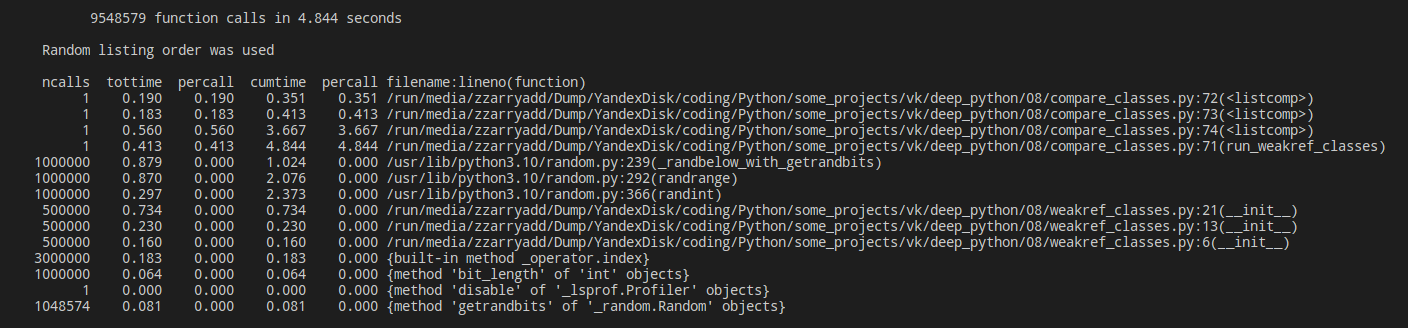 9548579 function calls in 4.844 seconds
Random listing order was used
ncalls  tottime  percall  cumtime  percall filename:lineno(function)
1    0.190    0.190    0.351    0.351 /run/media/zzarryadd/Dump/YandexDisk/coding/Python/some_projects/vk/deep_python/08/compare_classes.py:72(<listcomp>)
1    0.183    0.183    0.413    0.413 /run/media/zzarryadd/Dump/YandexDisk/coding/Python/some_projects/vk/deep_python/08/compare_classes.py:73(<listcomp>)
1    0.560    0.560    3.667    3.667 /run/media/zzarryadd/Dump/YandexDisk/coding/Python/some_projects/vk/deep_python/08/compare_classes.py:74(<listcomp>)
1    0.413    0.413    4.844    4.844 /run/media/zzarryadd/Dump/YandexDisk/coding/Python/some_projects/vk/deep_python/08/compare_classes.py:71(run_weakref_classes)
1000000    0.879    0.000    1.024    0.000 /usr/lib/python3.10/random.py:239(_randbelow_with_getrandbits)
1000000    0.870    0.000    2.076    0.000 /usr/lib/python3.10/random.py:292(randrange)
1000000    0.297    0.000    2.373    0.000 /usr/lib/python3.10/random.py:366(randint)
500000    0.734    0.000    0.734    0.000 /run/media/zzarryadd/Dump/YandexDisk/coding/Python/some_projects/vk/deep_python/08/weakref_classes.py:21(__init__)
500000    0.230    0.000    0.230    0.000 /run/media/zzarryadd/Dump/YandexDisk/coding/Python/some_projects/vk/deep_python/08/weakref_classes.py:13(__init__)
500000    0.160    0.000    0.160    0.000 /run/media/zzarryadd/Dump/YandexDisk/coding/Python/some_projects/vk/deep_python/08/weakref_classes.py:6(__init__)
3000000    0.183    0.000    0.183    0.000 {built-in method _operator.index}
1000000    0.064    0.000    0.064    0.000 {method 'bit_length' of 'int' objects}
1    0.000    0.000    0.000    0.000 {method 'disable' of '_lsprof.Profiler' objects}
1048574    0.081    0.000    0.081    0.000 {method 'getrandbits' of '_random.Random' objects}